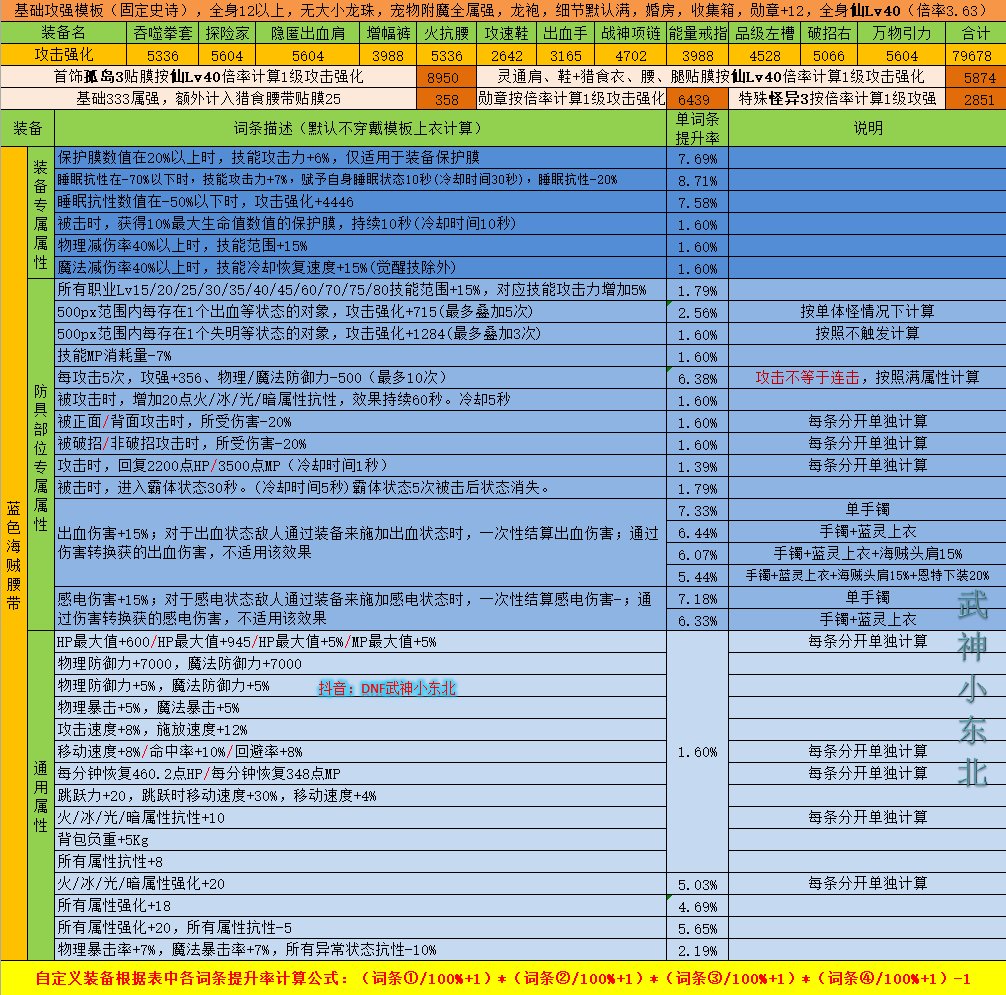 基础攻强模板（固定史诗），全身12以上，无大小龙珠，宠物附魔全属强，龙袍，细节默认满，婚房，收集箱，勋章+12，全身仙Lv40（倍率3.63）
装备名 吞噬拳套 探险家 隐匿出血肩 增幅裤 火抗腰 攻速鞋 出血手 战神项链 能量戒指 品级左槽 破招右 万物引力 合计
攻击强化 5336 5604 5604 3988 5336 2642 3165 4702 3988 4528 5066 5604 79678
首饰孤岛3贴膜按仙Lv40倍率计算1级攻击强化 8950 灵通肩、鞋+猎食衣、腰、腿贴膜按仙Lv40倍率计算1级攻击强化 5874
基础333属强，额外计入猎食腰带贴膜25 358 勋章按倍率计算1级攻击强化 6439 特殊怪异3按倍率计算1级攻强 2851
装备 词条描述（默认不穿戴模板上衣计算） 单词条提升率 说明
蓝色海贼腰带
装备专属属性
保护膜数值在20%以上时，技能攻击力+6%，仅适用于装备保护膜 7.69%
睡眠抗性在-70%以下时，技能攻击力+7%，赋予自身睡眠状态10秒(冷却时间30秒)，睡眠抗性-20% 8.71%
睡眠抗性数值在-50%以下时，攻击强化+4446 7.58%
被击时，获得10%最大生命值数值的保护膜，持续10秒(冷却时间10秒) 1.60%
物理减伤率40%以上时，技能范围+15% 1.60%
魔法减伤率40%以上时，技能冷却恢复速度+15%(觉醒技除外) 1.60%
防具部位专属属性
所有职业Lv15/20/25/30/35/40/45/60/70/75/80技能范围+15%，对应技能攻击力增加5% 1.79%
500px范围内每存在1个出血等状态的对象，攻击强化+715(最多叠加5次) 2.56% 按单体怪情况下计算
500px范围内每存在1个失明等状态的对象，攻击强化+1284(最多叠加3次) 1.60% 按照不触发计算
技能MP消耗量-7% 1.60%
每攻击5次，攻强+356、物理/魔法防御力-500（最多10次） 6.38% 攻击不等于连击，按照满属性计算
被攻击时，增加20点火/冰/光/暗属性抗性，效果持续60秒。冷却5秒 1.60%
被正面/背面攻击时，所受伤害-20% 1.60% 每条分开单独计算
被破招/非破招攻击时，所受伤害-20% 1.60% 每条分开单独计算
攻击时，回复2200点HP/3500点MP（冷却时间1秒） 1.39% 每条分开单独计算
被击时，进入霸体状态30秒。(冷却时间5秒)霸体状态5次被击后状态消失。 1.79%
出血伤害+15%；对于出血状态敌人通过装备来施加出血状态时，一次性结算出血伤害；通过
伤害转换获的出血伤害，不适用该效果
7.33% 单手镯
6.44% 手镯+蓝灵上衣
6.07% 手镯+蓝灵上衣+海贼头肩15%
5.44% 手镯+蓝灵上衣+海贼头肩15%+恩特下装20%
感电伤害+15%；对于感电状态敌人通过装备来施加感电状态时，一次性结算感电伤害-；通
过伤害转换获的感电伤害，不适用该效果
7.18% 单手镯
6.33% 手镯+蓝灵上衣
通用属性
HP最大值+600/HP最大值+945/HP最大值+5%/MP最大值+5% 每条分开单独计算
物理防御力+7000，魔法防御力+7000
物理防御力+5%，魔法防御力+5% 抖音：DNF武神小东北
物理暴击+5%，魔法暴击+5%
攻击速度+8%，施放速度+12%
移动速度+8%/命中率+10%/回避率+8% 1.60% 每条分开单独计算
每分钟恢复460.2点HP/每分钟恢复348点MP 每条分开单独计算
跳跃力+20，跳跃时移动速度+30%，移动速度+4%
火/冰/光/暗属性抗性+10 每条分开单独计算
背包负重+5Kg
所有属性抗性+8
火/冰/光/暗属性强化+20 5.03% 每条分开单独计算
所有属性强化+18 4.69%
所有属性强化+20，所有属性抗性-5 5.65%
物理暴击率+7%，魔法暴击率+7%，所有异常状态抗性-10% 2.19%
武神小东北
自定义装备根据表中各词条提升率计算公式：（词条①/100%+1）*（词条②/100%+1）*（词条③/100%+1）*（词条④/100%+1）-1